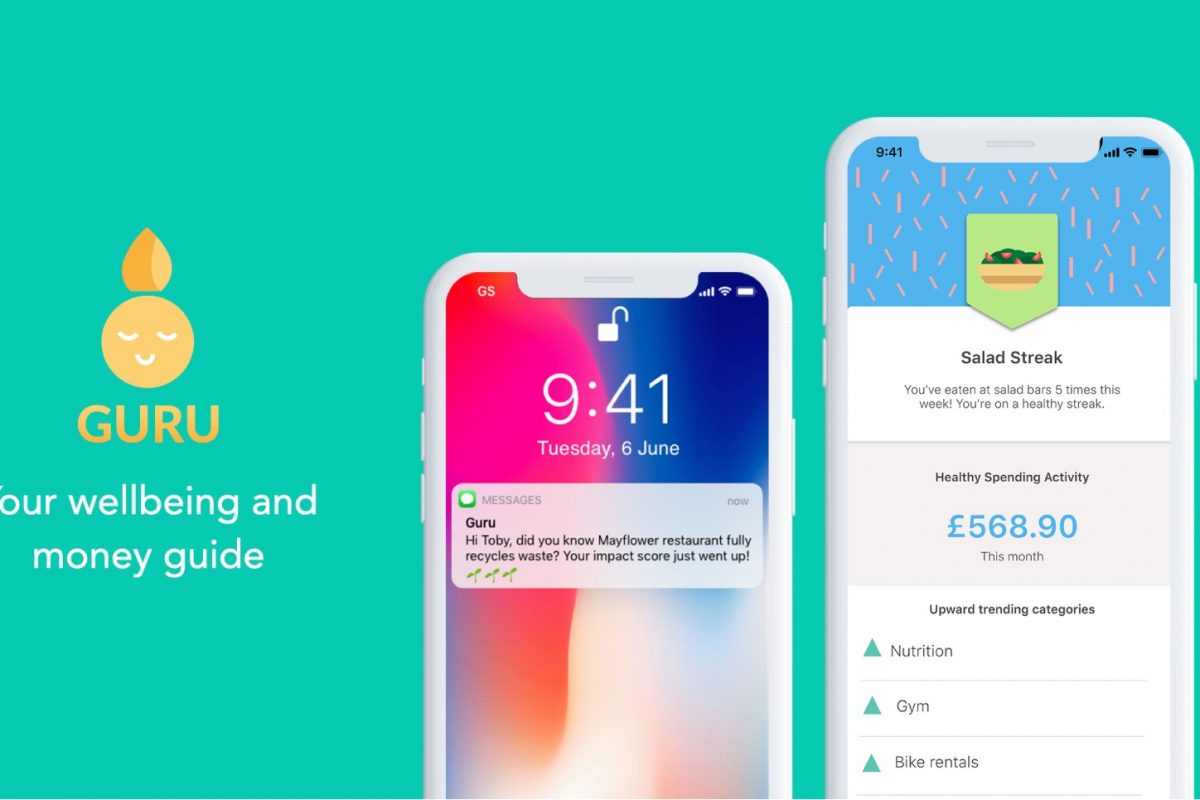 GURU
our wellbeing and
money guide
GS
9:41
Tuesday, 6 June
MESSAGES
now
Guru
Hi Toby, did you know Mayflower restaurant fully
recycles waste? Your impact score just went up!
🌱🌱🌱
9:41
Salad Streak
You've eaten at salad bars 5 times this
week! You're on a healthy streak.
Healthy Spending Activity
£568.90
This month
Upward trending categories
Nutrition
Gym
Bike rentals